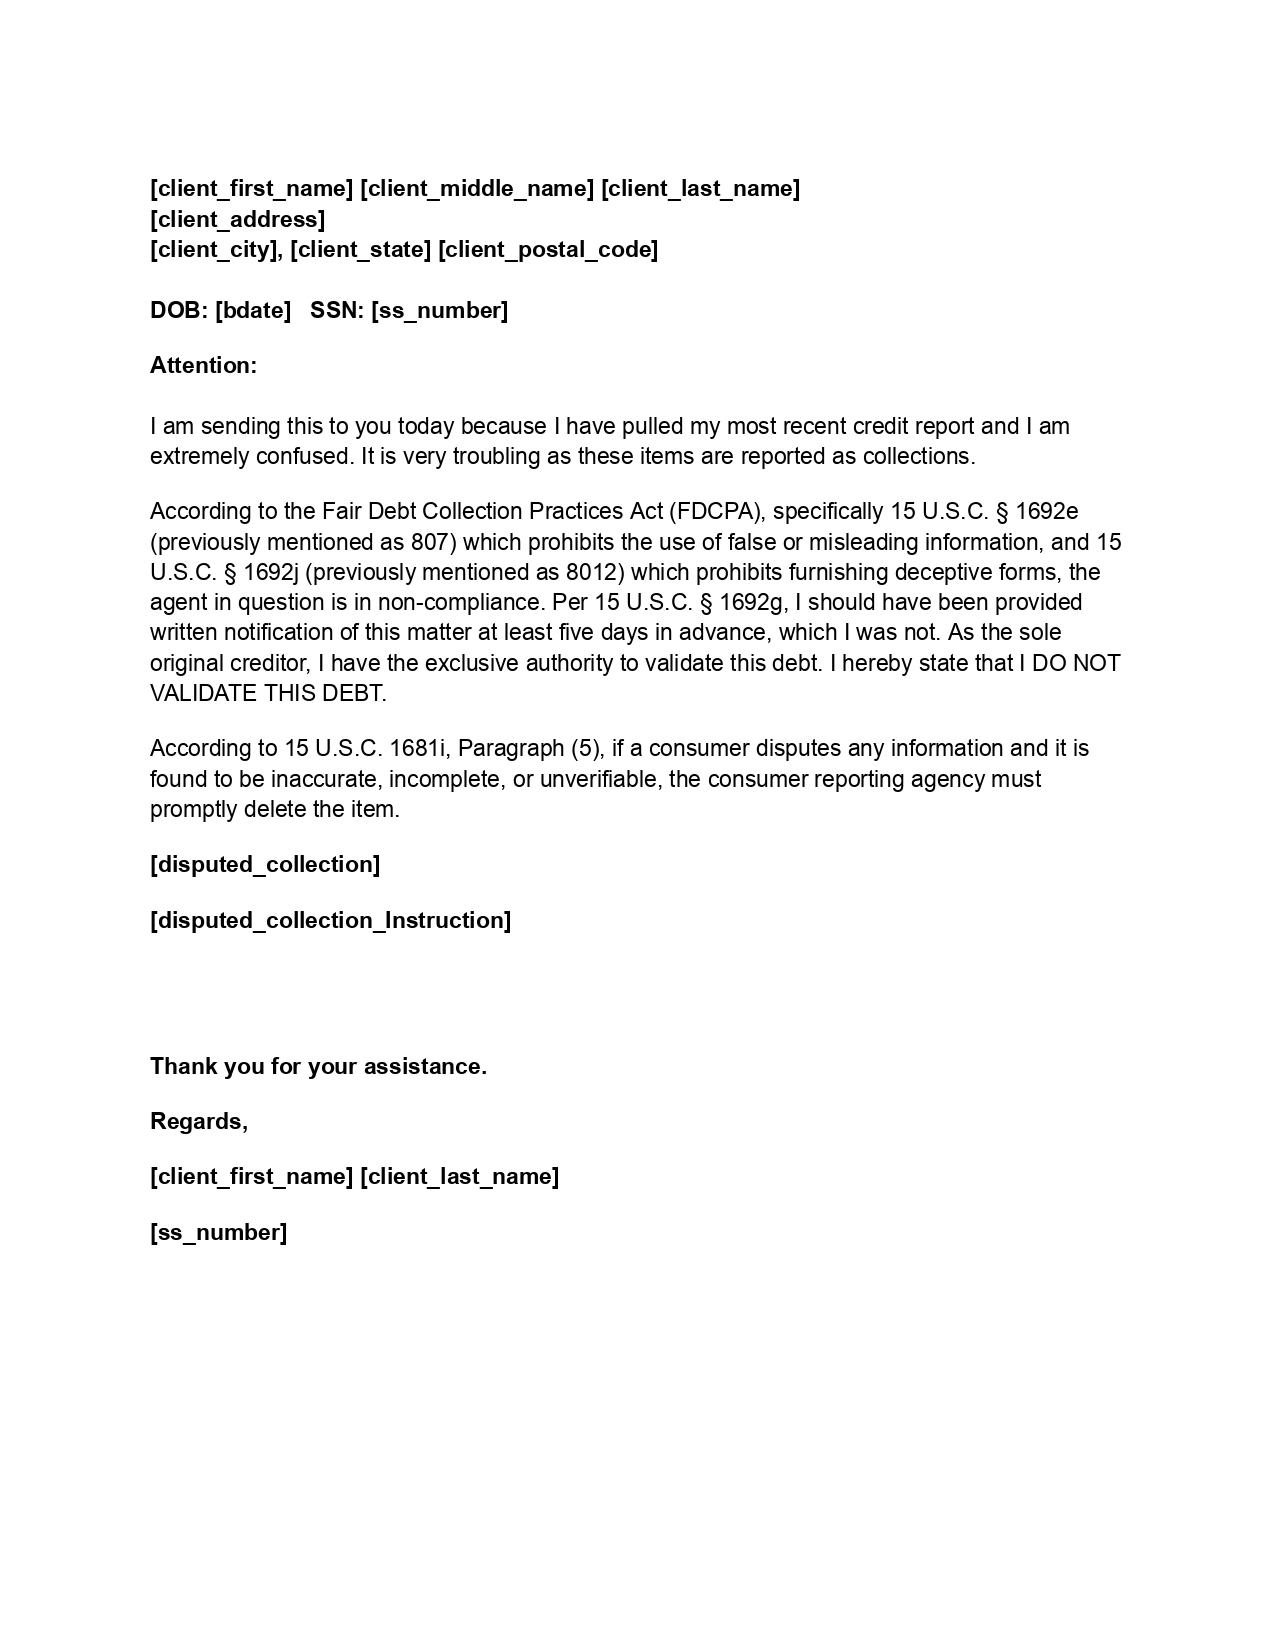 [client_first_name] [client_middle_name] [client_last_name]
[client_address]
[client_city], [client_state] [client_postal_code]
DOB: [bdate]   SSN: [ss_number]
Attention:
I am sending this to you today because I have pulled my most recent credit report and I am
extremely confused. It is very troubling as these items are reported as collections.
According to the Fair Debt Collection Practices Act (FDCPA), specifically 15 U.S.C. § 1692e
(previously mentioned as 807) which prohibits the use of false or misleading information, and 15
U.S.C. § 1692j (previously mentioned as 8012) which prohibits furnishing deceptive forms, the
agent in question is in non-compliance. Per 15 U.S.C. § 1692g, I should have been provided
written notification of this matter at least five days in advance, which I was not. As the sole
original creditor, I have the exclusive authority to validate this debt. I hereby state that I DO NOT
VALIDATE THIS DEBT.
According to 15 U.S.C. 1681i, Paragraph (5), if a consumer disputes any information and it is
found to be inaccurate, incomplete, or unverifiable, the consumer reporting agency must
promptly delete the item.
[disputed_collection]
[disputed_collection_Instruction]
Thank you for your assistance.
Regards,
[client_first_name] [client_last_name]
[ss_number]